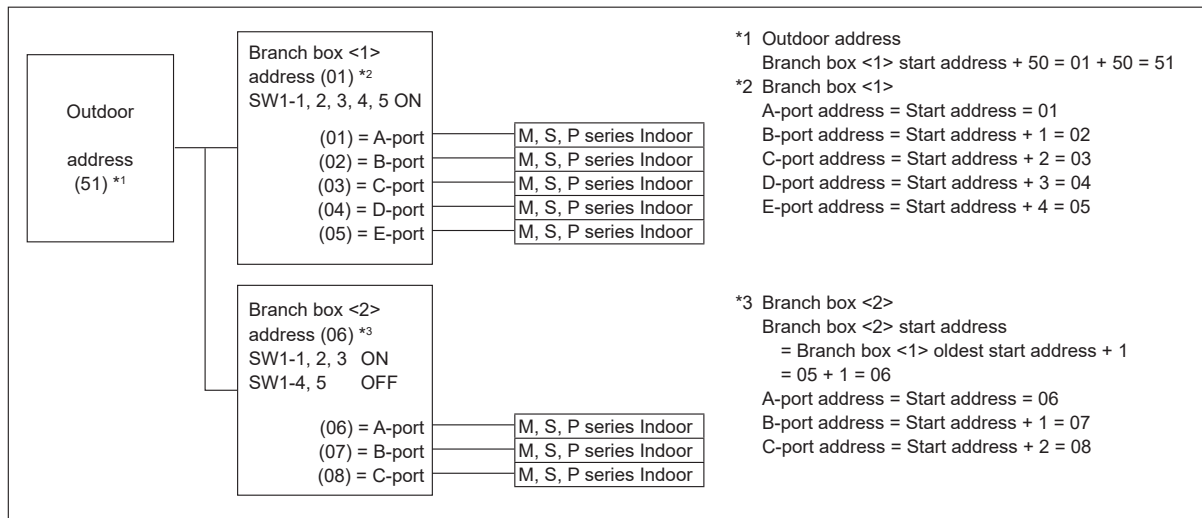 Outdoor
address
(51) *1
Branch box <1>
address (01) *2
SW1-1, 2, 3, 4, 5 ON
(01) = A-port
(02) = B-port
(03) = C-port
(04) = D-port
(05) = E-port
M, S, P series Indoor
M, S, P series Indoor
M, S, P series Indoor
M, S, P series Indoor
M, S, P series Indoor
Branch box <2>
address (06) *3
SW1-1, 2, 3 ON
SW1-4, 5 OFF
(06) = A-port
(07) = B-port
(08) = C-port
M, S, P series Indoor
M, S, P series Indoor
M, S, P series Indoor
*1 Outdoor address
Branch box <1> start address + 50 = 01 + 50 = 51
*2 Branch box <1>
A-port address = Start address = 01
B-port address = Start address + 1 = 02
C-port address = Start address + 2 = 03
D-port address = Start address + 3 = 04
E-port address = Start address + 4 = 05
*3 Branch box <2>
Branch box <2> start address
= Branch box <1> oldest start address + 1
= 05 + 1 = 06
A-port address = Start address = 06
B-port address = Start address + 1 = 07
C-port address = Start address + 2 = 08